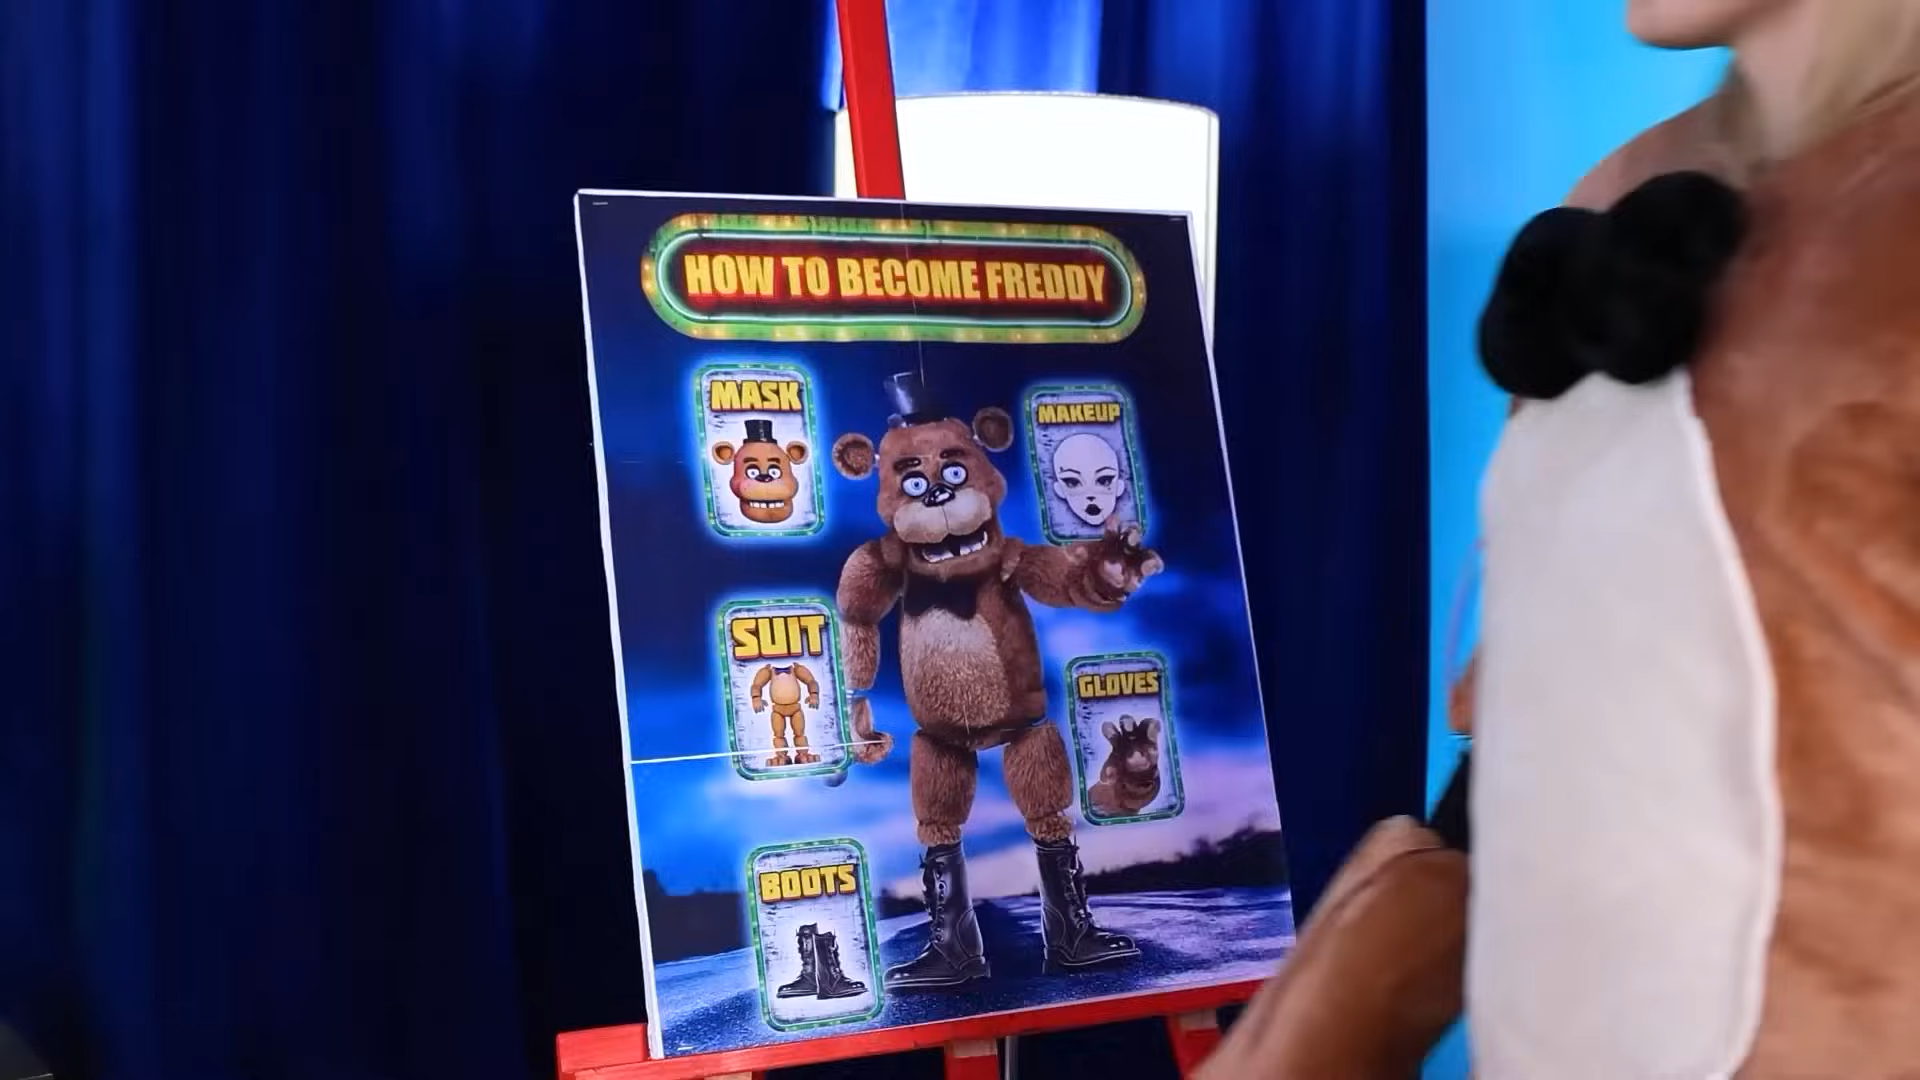 HOW TO BECOME FREDDY
MASK
MAKEUP
SUIT
GLOVES
BOOTS